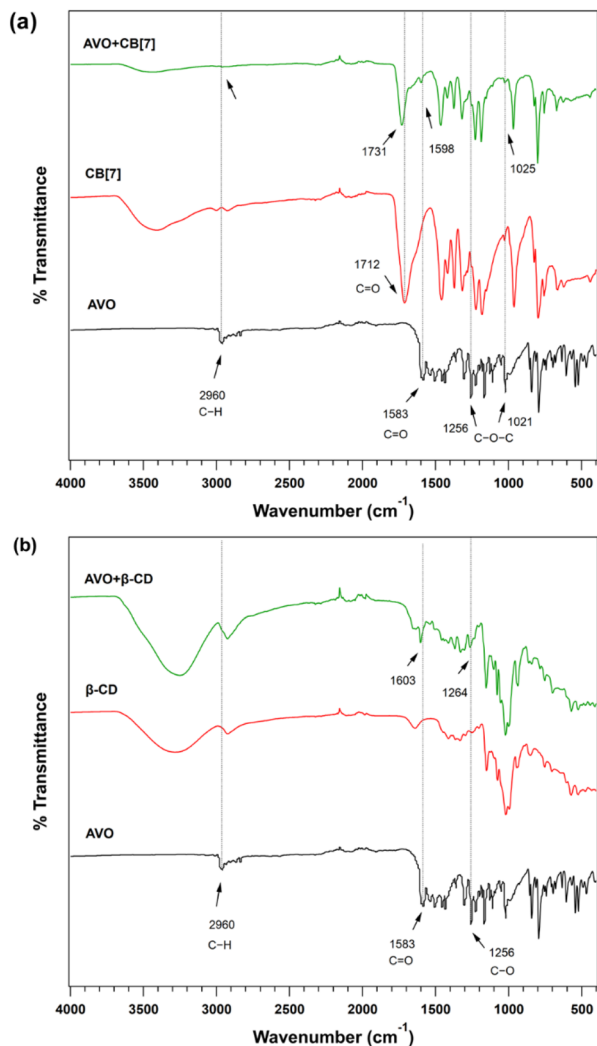 (a)
AVO+CB[7]
1731
1598
1025
CB[7]
1712
C=O
AVO
2960
C−H
1583
C=O
1256
1021
C−O−C
% Transmittance
4000 3500 3000 2500 2000 1500 1000 500
Wavenumber (cm⁻¹)
(b)
AVO+β-CD
1603
1264
β-CD
AVO
2960
C−H
1583
C=O
1256
C−O
% Transmittance
4000 3500 3000 2500 2000 1500 1000 500
Wavenumber (cm⁻¹)